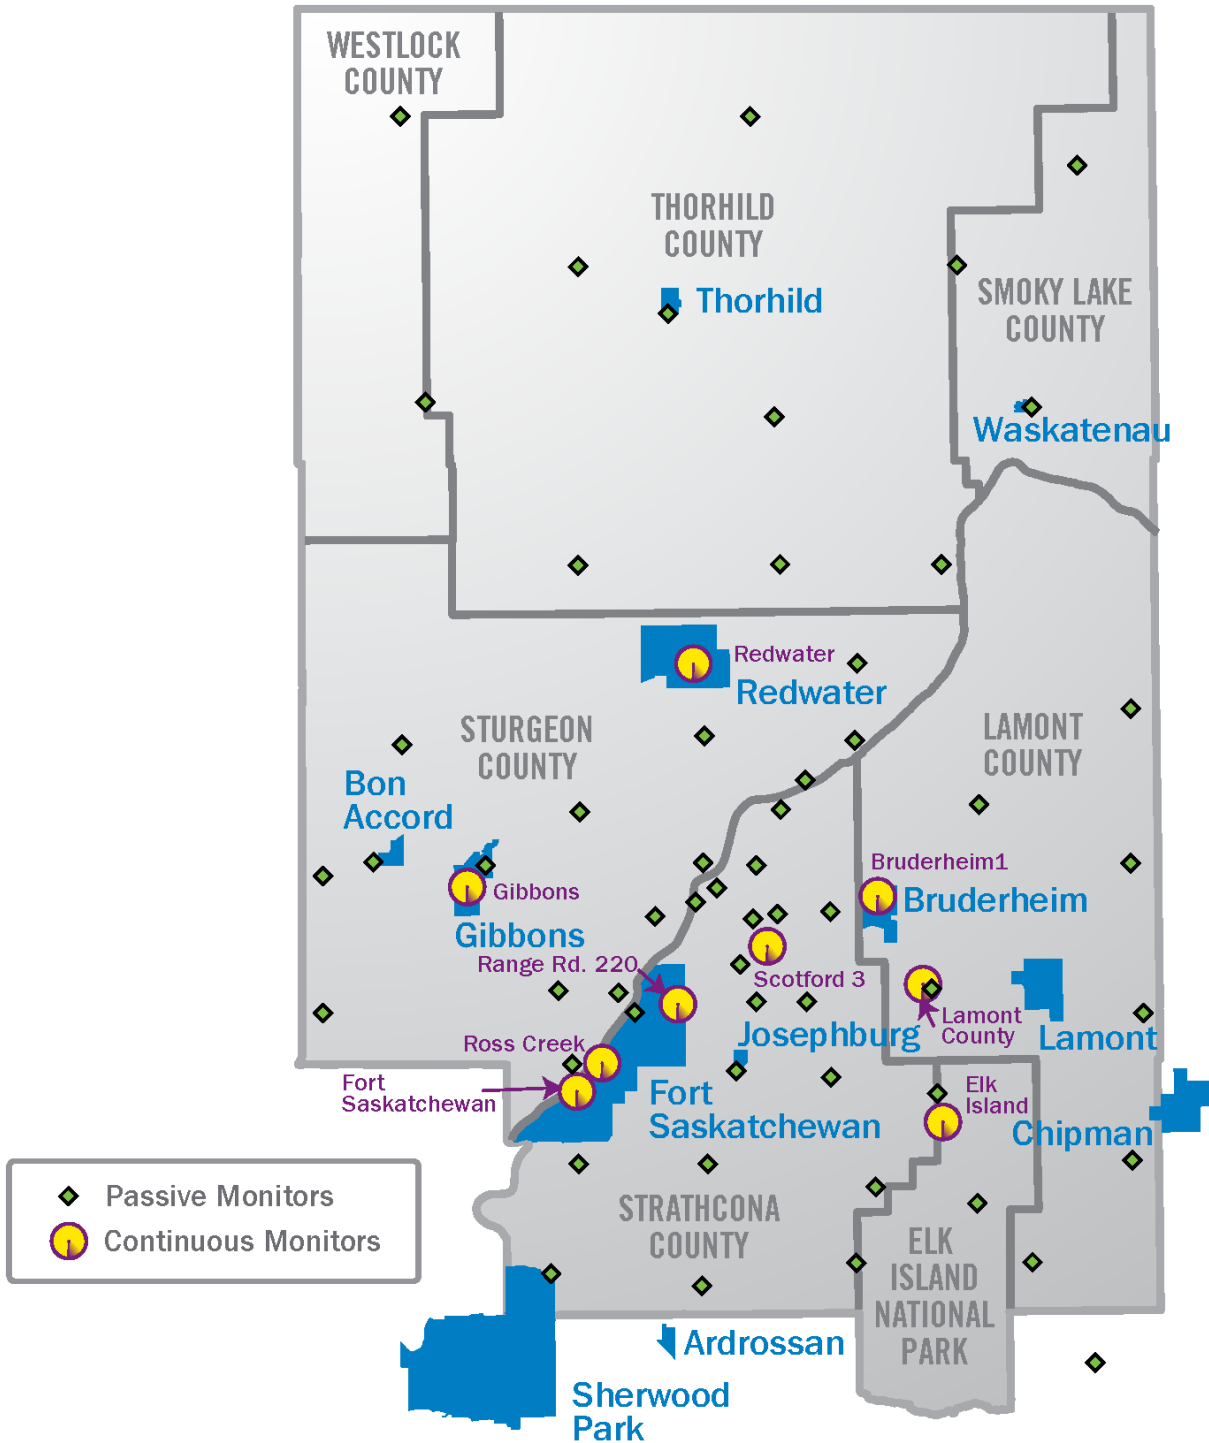 WESTLOCK
COUNTY
THORHILD
COUNTY
Thorhild
SMOKY LAKE
COUNTY
Waskatenau
Redwater
Redwater
STURGEON
COUNTY
LAMONT
COUNTY
Bon
Accord
Bruderheim1
Bruderheim
Gibbons
Gibbons
Range Rd. 220
Scotford 3
Lamont
County
Lamont
Josephburg
Ross Creek
Fort
Saskatchewan
Fort
Saskatchewan
Elk
Island
Chipman
Passive Monitors
Continuous Monitors
STRATHCONA
COUNTY
ELK
ISLAND
NATIONAL
PARK
Ardrossan
Sherwood
Park